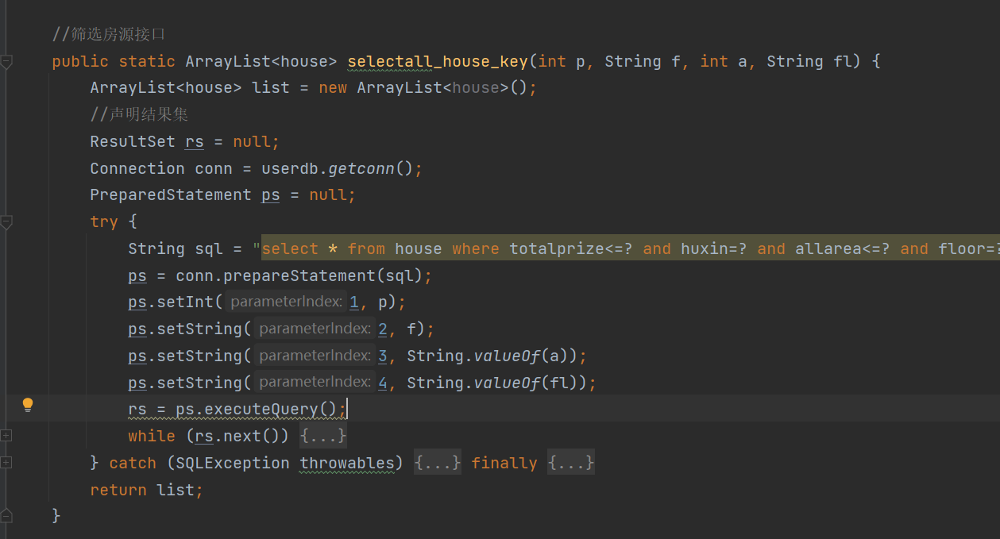 //筛选房源接口
public static ArrayList<house> selectall_house_key(int p, String f, int a, String fl) {
ArrayList<house> list = new ArrayList<house>();
//声明结果集
ResultSet rs = null;
Connection conn = userdb.getconn();
PreparedStatement ps = null;
try {
String sql = "select * from house where totalprize<=? and huxin=? and allarea<=? and floor=?
ps = conn.prepareStatement(sql);
ps.setInt( parameterIndex: 1, p);
ps.setString( parameterIndex: 2, f);
ps.setString( parameterIndex: 3, String.valueOf(a));
ps.setString( parameterIndex: 4, String.valueOf(fl));
rs = ps.executeQuery();
while (rs.next()) {...}
} catch (SQLException throwables) {...} finally {...}
return list;
}